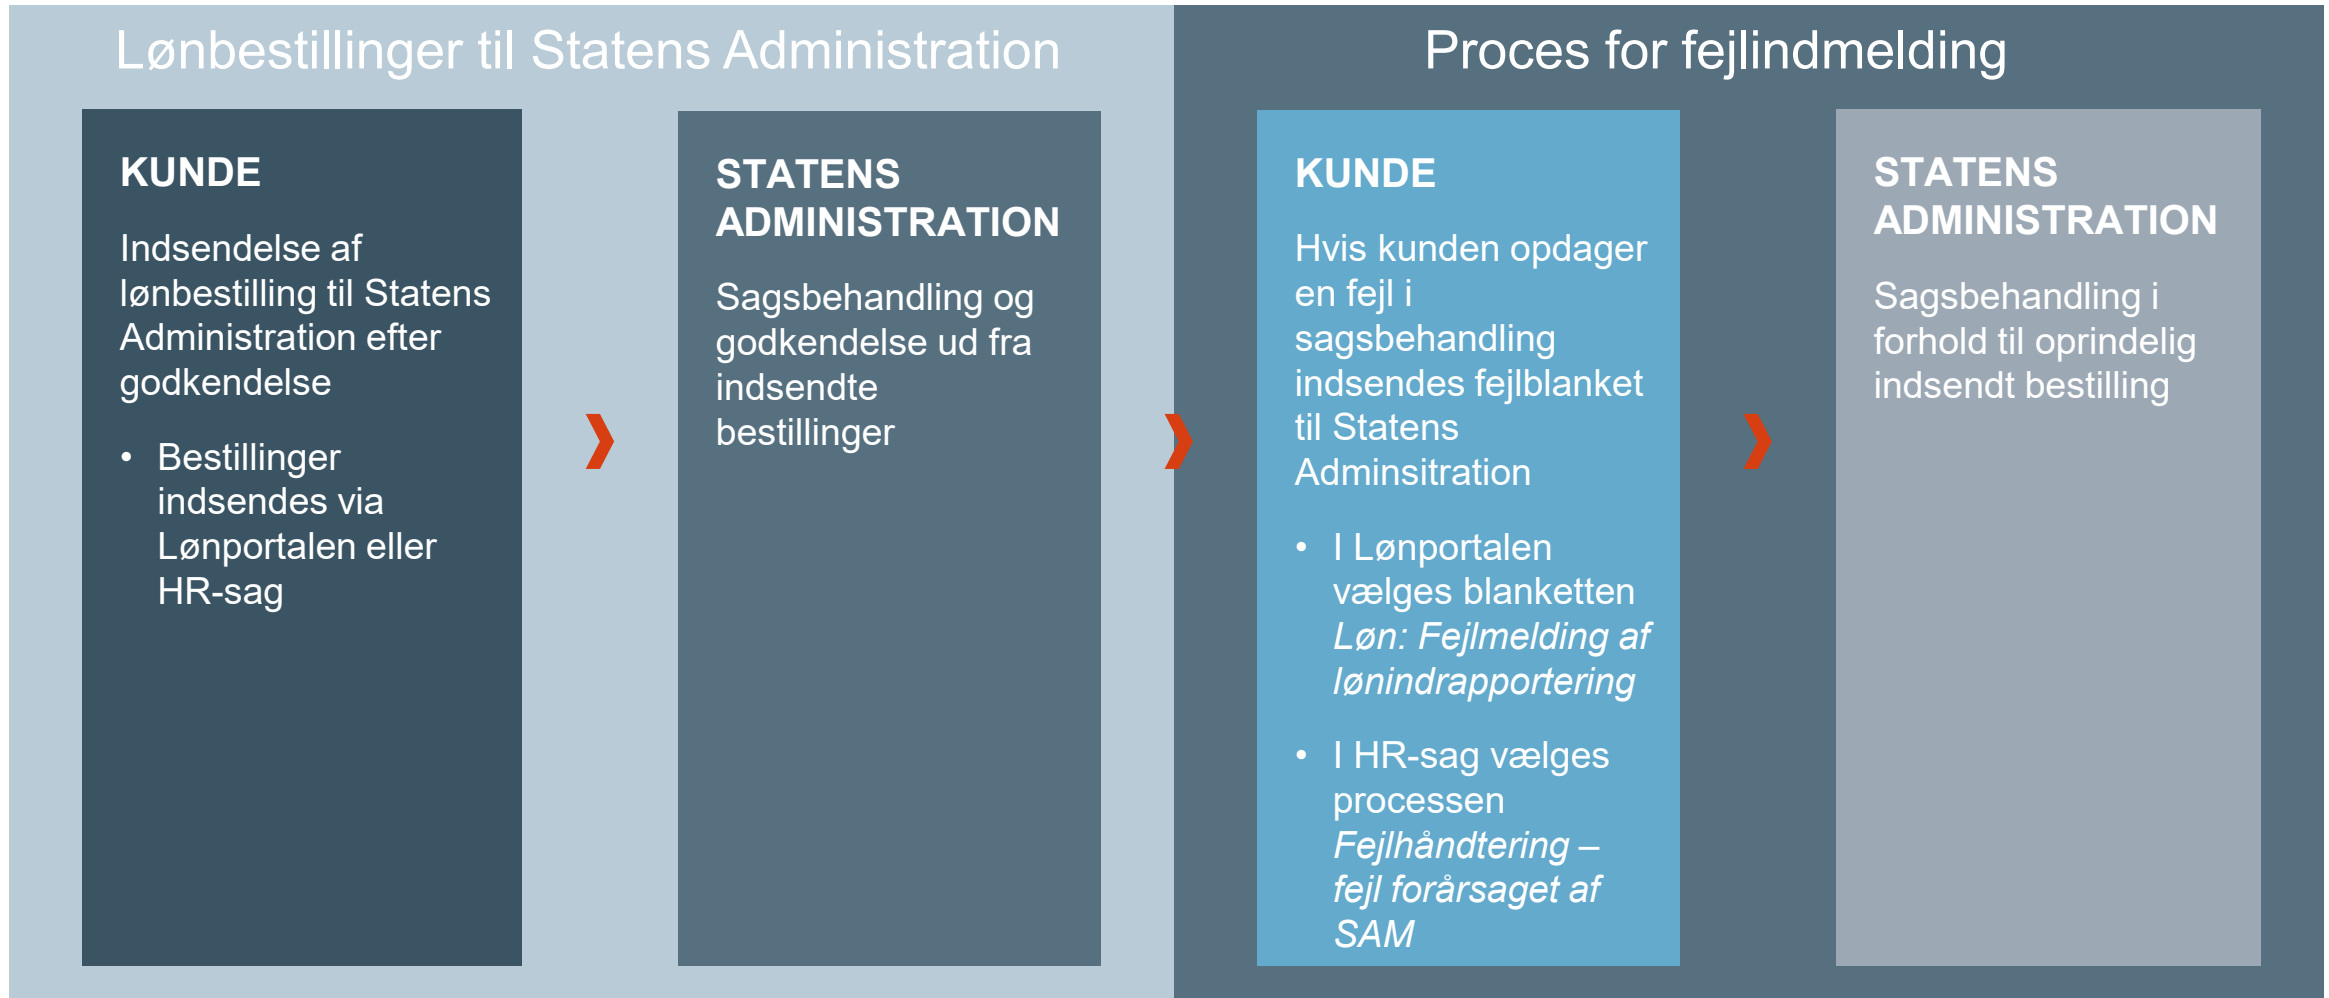 Lønbestillinger til Statens Administration
KUNDE
Indsendelse af
lønbestilling til Statens
Administration efter
godkendelse
• Bestillinger
indsendes via
Lønportalen eller
HR-sag
STATENS
ADMINISTRATION
Sagsbehandling og
godkendelse ud fra
indsendte
bestillinger
Proces for fejlindmelding
KUNDE
Hvis kunden opdager
en fejl i
sagsbehandling
indsendes fejlblanket
til Statens
Adminsitration
• I Lønportalen
vælges blanketten
Løn: Fejlmelding af
lønindrapportering
• I HR-sag vælges
processen
Fejlhåndtering –
fejl forårsaget af
SAM
STATENS
ADMINISTRATION
Sagsbehandling i
forhold til oprindelig
indsendt bestilling